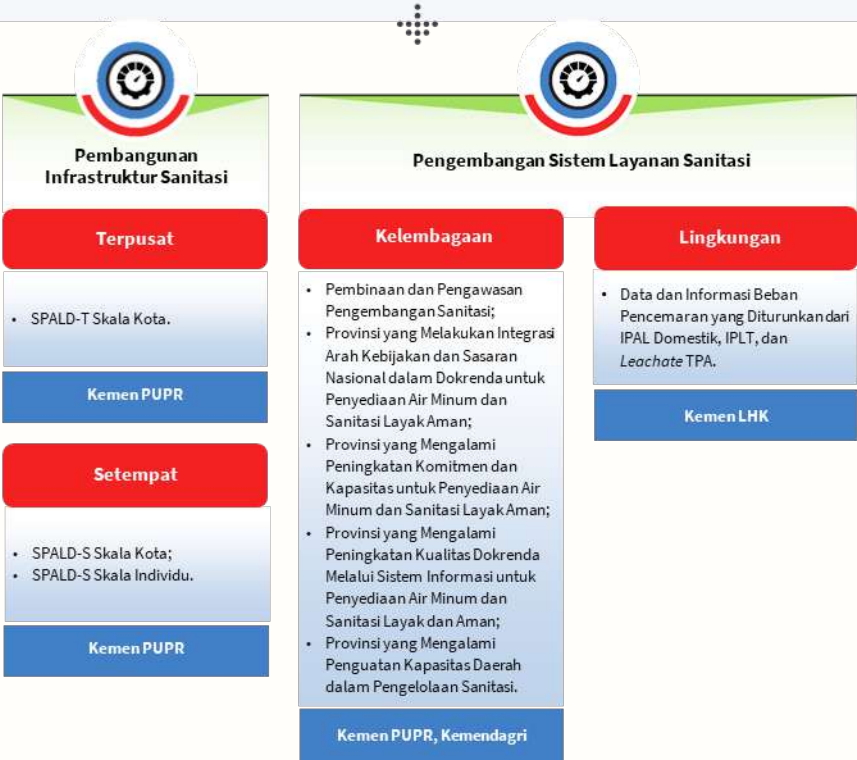 Pembangunan
Infrastruktur Sanitasi
Terpusat
• SPALD-T Skala Kota.
Kemen PUPR
Setempat
• SPALD-S Skala Kota;
• SPALD-S Skala Individu.
Kemen PUPR
Pengembangan Sistem Layanan Sanitasi
Kelembagaan
• Pembinaan dan Pengawasan
Pengembangan Sanitasi;
• Provinsi yang Melakukan Integrasi
Arah Kebijakan dan Sasaran
Nasional dalam Dokrenda untuk
Penyediaan Air Minum dan
Sanitasi Layak Aman;
• Provinsi yang Mengalami
Peningkatan Komitmen dan
Kapasitas untuk Penyediaan Air
Minum dan Sanitasi Layak Aman;
• Provinsi yang Mengalami
Peningkatan Kualitas Dokrenda
Melalui Sistem Informasi untuk
Penyediaan Air Minum dan
Sanitasi Layak dan Aman;
• Provinsi yang Mengalami
Penguatan Kapasitas Daerah
dalam Pengelolaan Sanitasi.
Kemen PUPR, Kemendagri
Lingkungan
• Data dan Informasi Beban
Pencemaran yang Diturunkan dari
IPAL Domestik, IPLT, dan
Leachate TPA.
Kemen LHK